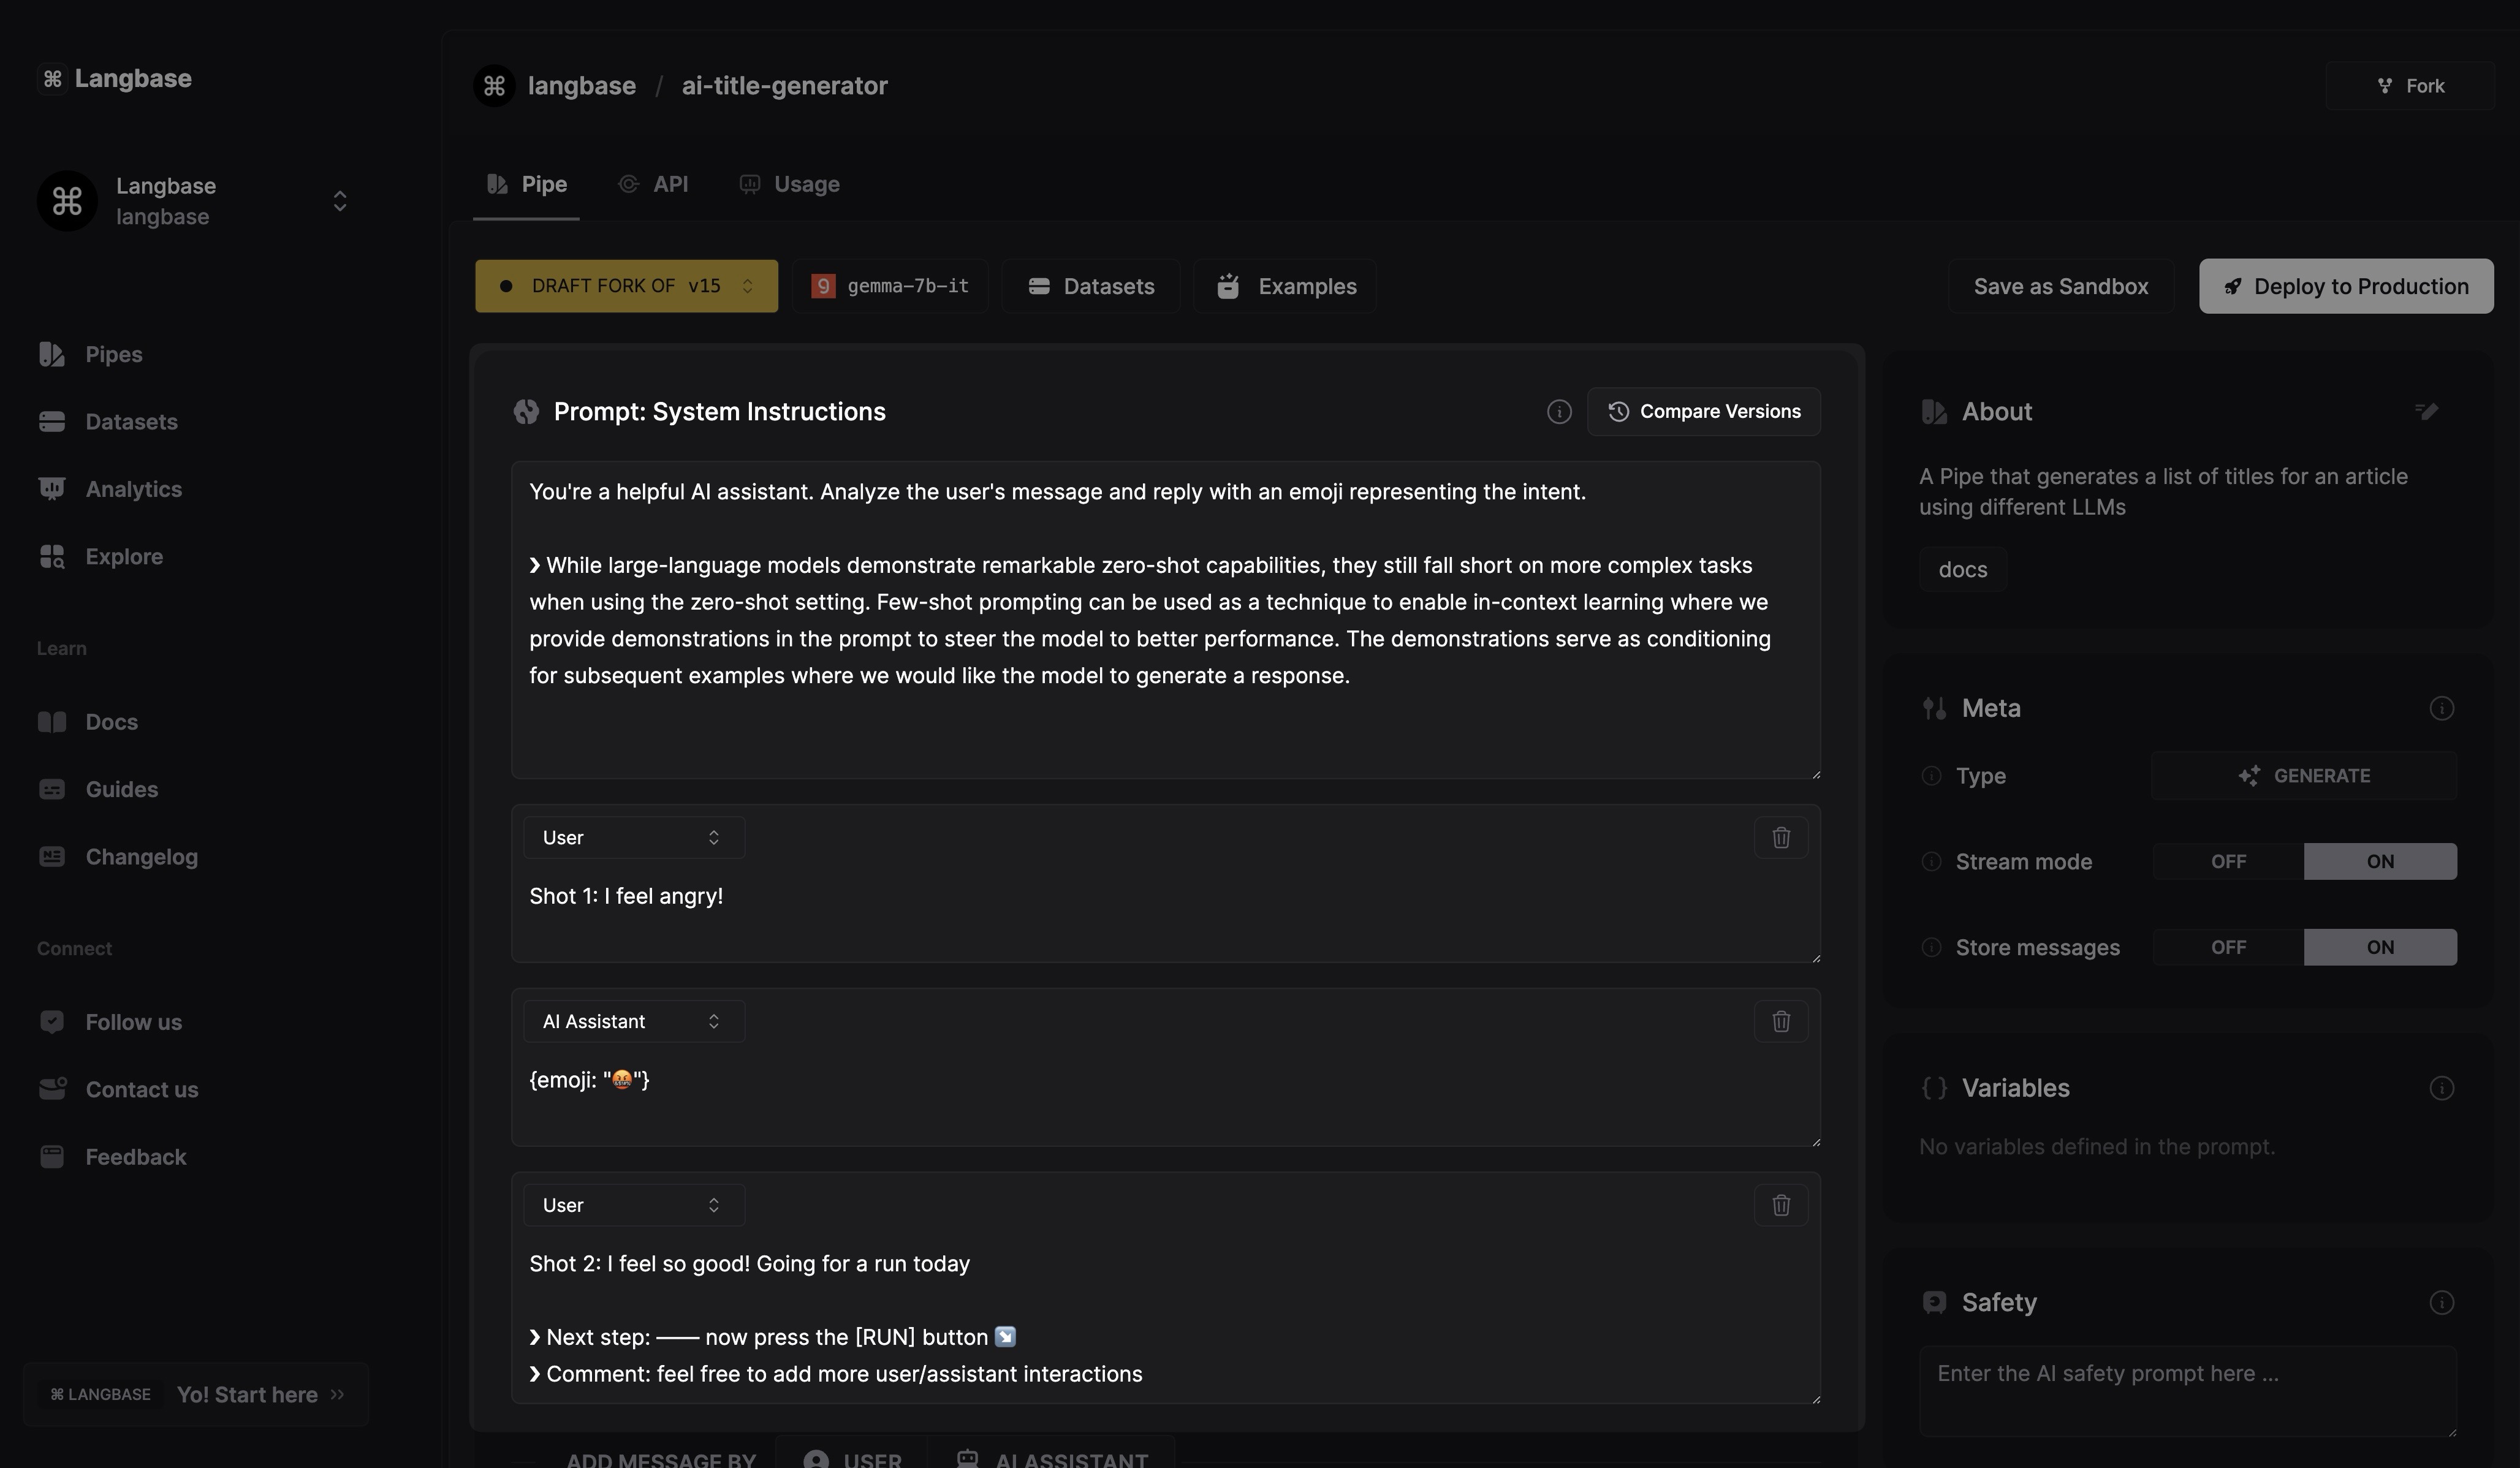 ⌘ Langbase
Langbase
langbase
Pipes
Datasets
Analytics
Explore
Learn
Docs
Guides
Changelog
Connect
Follow us
Contact us
Feedback
⌘ LANGBASE Yo! Start here >>
langbase / ai-title-generator
Fork
Pipe API Usage
DRAFT FORK OF v15
gemma-7b-it
Datasets
Examples
Save as Sandbox
Deploy to Production
Prompt: System Instructions
Compare Versions
You're a helpful AI assistant. Analyze the user's message and reply with an emoji representing the intent.
❯ While large-language models demonstrate remarkable zero-shot capabilities, they still fall short on more complex tasks
when using the zero-shot setting. Few-shot prompting can be used as a technique to enable in-context learning where we
provide demonstrations in the prompt to steer the model to better performance. The demonstrations serve as conditioning
for subsequent examples where we would like the model to generate a response.
User
Shot 1: I feel angry!
AI Assistant
{emoji: "🤬"}
User
Shot 2: I feel so good! Going for a run today
❯ Next step: —— now press the [RUN] button ↘️
❯ Comment: feel free to add more user/assistant interactions
ADD MESSAGE BY USER AI ASSISTANT
About
A Pipe that generates a list of titles for an article
using different LLMs
docs
Meta
Type GENERATE
Stream mode OFF ON
Store messages OFF ON
Variables
No variables defined in the prompt.
Safety
Enter the AI safety prompt here ...